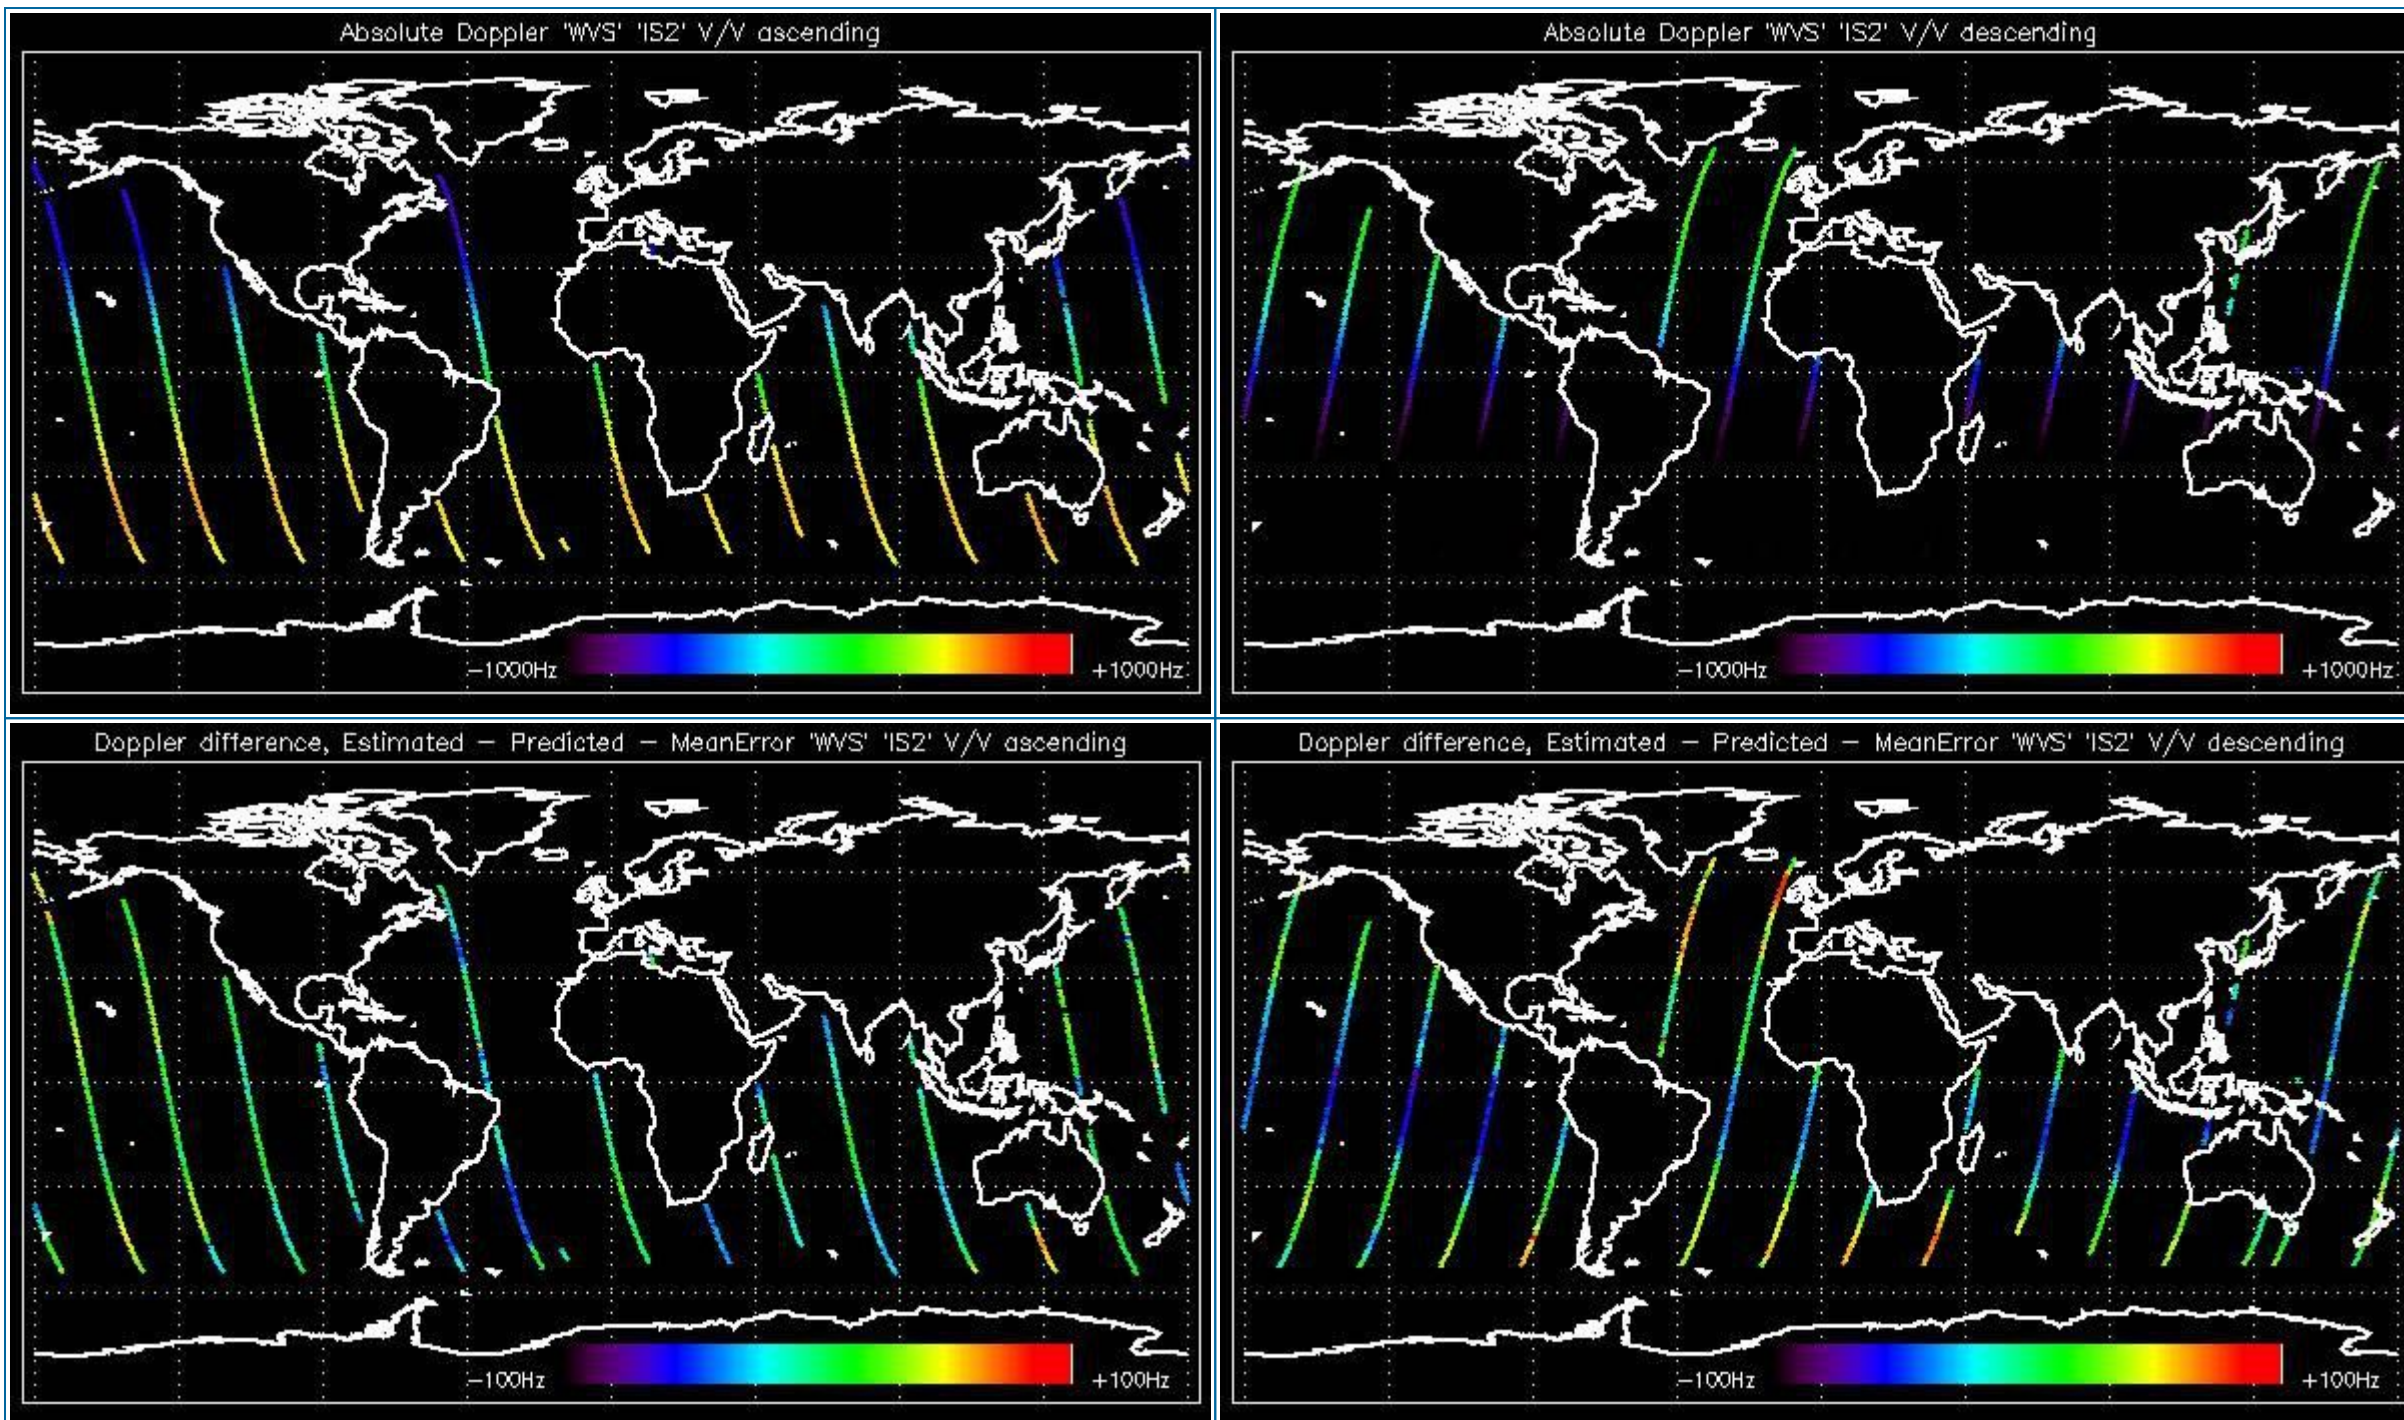 Absolute Doppler 'WVS' 'IS2' V/V ascending
-1000Hz
+1000Hz
Absolute Doppler 'WVS' 'IS2' V/V descending
-1000Hz
+1000Hz
Doppler difference, Estimated - Predicted - MeanError 'WVS' 'IS2' V/V ascending
-100Hz
+100Hz
Doppler difference, Estimated - Predicted - MeanError 'WVS' 'IS2' V/V descending
-100Hz
+100Hz